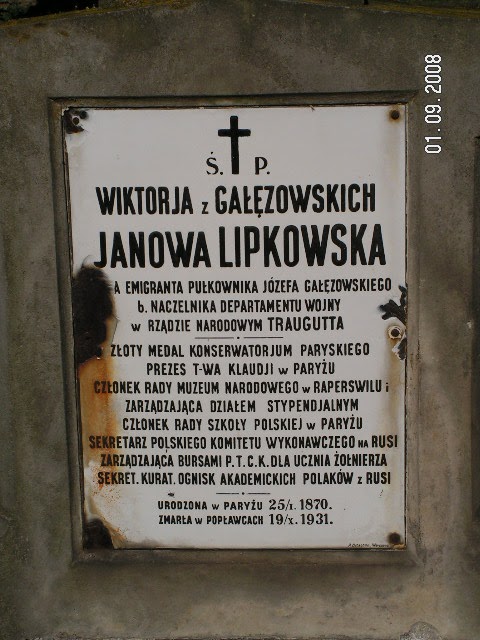 Ś. P.
WIKTORJA z GAŁĘZOWSKICH
JANOWA LIPKOWSKA
A EMIGRANTA PUŁKOWNIKA JÓZEFA GAŁĘZOWSKIEGO
b. NACZELNIKA DEPARTAMENTU WOJNY
w RZĄDZIE NARODOWYM TRAUGUTTA
ZŁOTY MEDAL KONSERWATORJUM PARYSKIEGO
PREZES T-WA KLAUDJI w PARYŻU
CZŁONEK RADY MUZEUM NARODOWEGO w RAPERSWILU i
ZARZĄDZAJĄCA DZIAŁEM STYPENDJALNYM
CZŁONEK RADY SZKOŁY POLSKIEJ w PARYŻU
SEKRETARZ POLSKIEGO KOMITETU WYKONAWCZEGO NA RUSI
ZARZĄDZAJĄCA BURSAMI P.T.C.K. DLA UCZNIA ŻOŁNIERZA
SEKRET. KURAT. OGNISK AKADEMICKICH POLAKÓW z RUSI
URODZONA w PARYŻU 25/I. 1870.
ZMARŁA w POPŁAWCACH 19/X. 1931.
01.09.2008